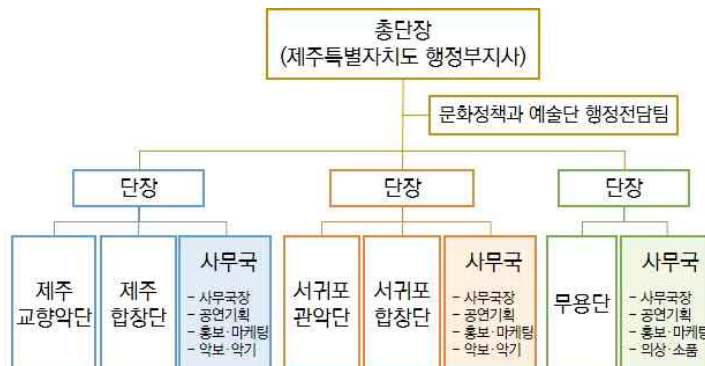 총단장
(제주특별자치도 행정부지사)
문화정책과 예술단 행정전담팀
단장
단장
단장
제주
교향악단
제주
합창단
사무국
- 사무국장
- 공연기획
- 홍보·마케팅
- 악보·악기
서귀포
관악단
서귀포
합창단
사무국
- 사무국장
- 공연기획
- 홍보·마케팅
- 악보·악기
무용단
사무국
- 사무국장
- 공연기획
- 홍보·마케팅
- 의상·소품